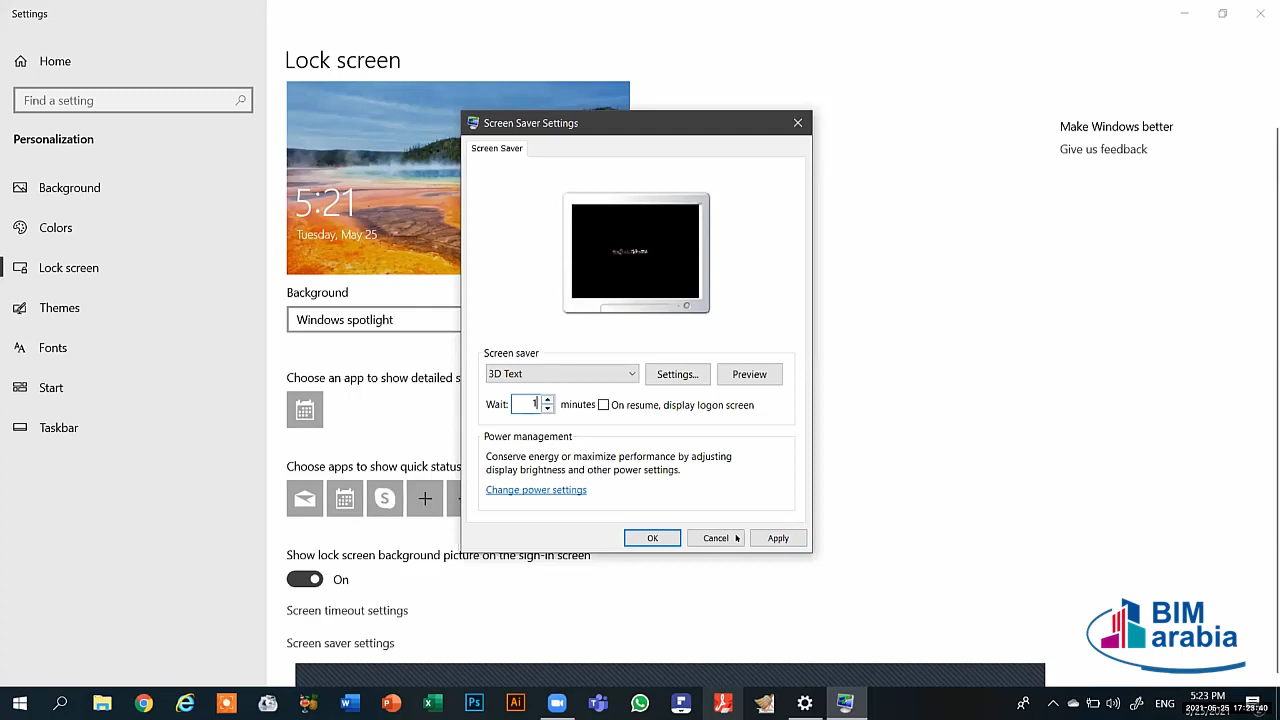 Settings
Home
Find a setting
Personalization
Background
Colors
Lock screen
Themes
Fonts
Start
Taskbar
Lock screen
5:21
Tuesday, May 25
Background
Windows spotlight
Choose an app to show detailed s
Choose apps to show quick status
Show lock screen background picture on the sign-in screen
On
Screen timeout settings
Screen saver settings
Screen Saver Settings
Screen Saver
Screen saver
3D Text
Settings...
Preview
Wait: 1 minutes
On resume, display logon screen
Power management
Conserve energy or maximize performance by adjusting
display brightness and other power settings.
Change power settings
OK
Cancel
Apply
Make Windows better
Give us feedback
BIM
arabia
ENG
5:23 PM